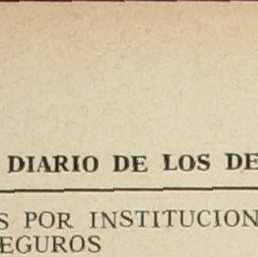 DIARIO DE LOS DE
S POR INSTITUCION
EGUROS